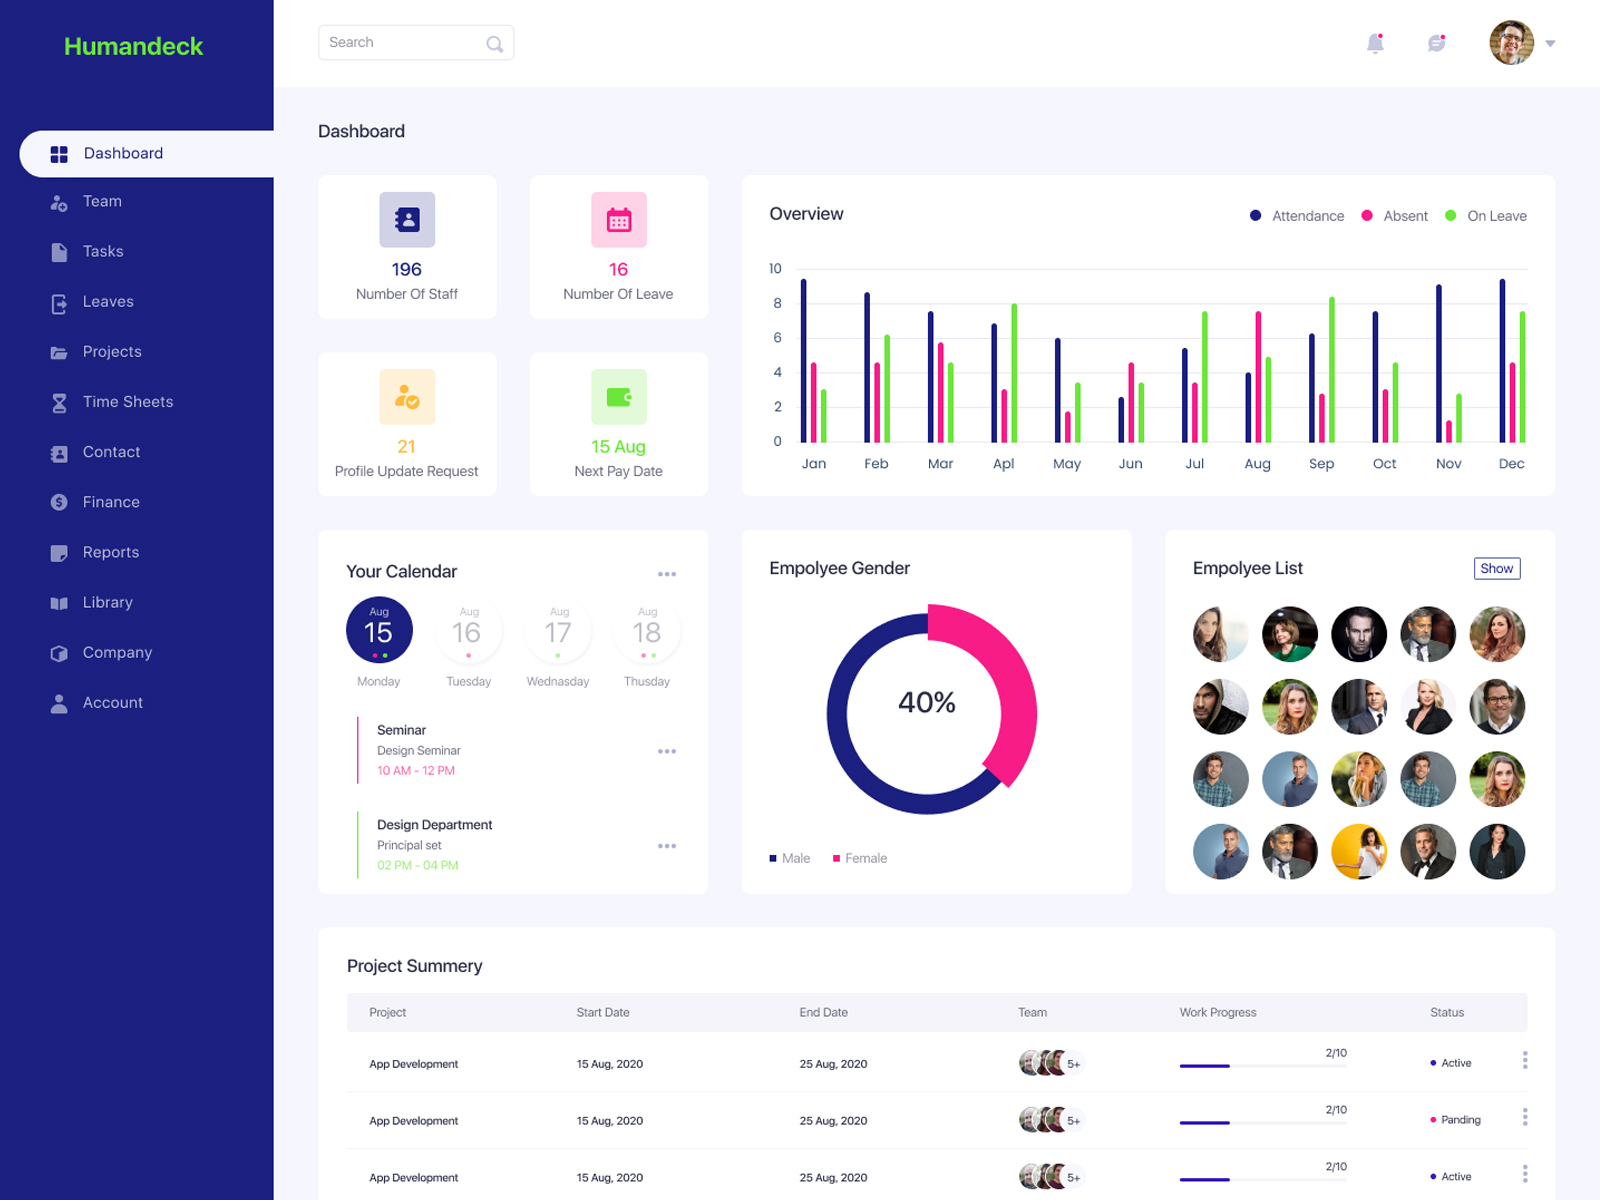 Humandeck
Search
Dashboard
Team
Tasks
Leaves
Projects
Time Sheets
Contact
Finance
Reports
Library
Company
Account
Dashboard
196
Number Of Staff
16
Number Of Leave
21
Profile Update Request
15 Aug
Next Pay Date
Overview
Attendance Absent On Leave
10
8
6
4
2
0
Jan Feb Mar Apl May Jun Jul Aug Sep Oct Nov Dec
Your Calendar
Aug Aug Aug Aug
15 16 17 18
Monday Tuesday Wednasday Thusday
Seminar
Design Seminar
10 AM - 12 PM
Design Department
Principal set
02 PM - 04 PM
Empolyee Gender
40%
Male Female
Empolyee List
Show
Project Summery
Project Start Date End Date Team Work Progress Status
App Development 15 Aug, 2020 25 Aug, 2020 5+ 2/10 Active
App Development 15 Aug, 2020 25 Aug, 2020 5+ 2/10 Panding
App Development 15 Aug, 2020 25 Aug, 2020 5+ 2/10 Active